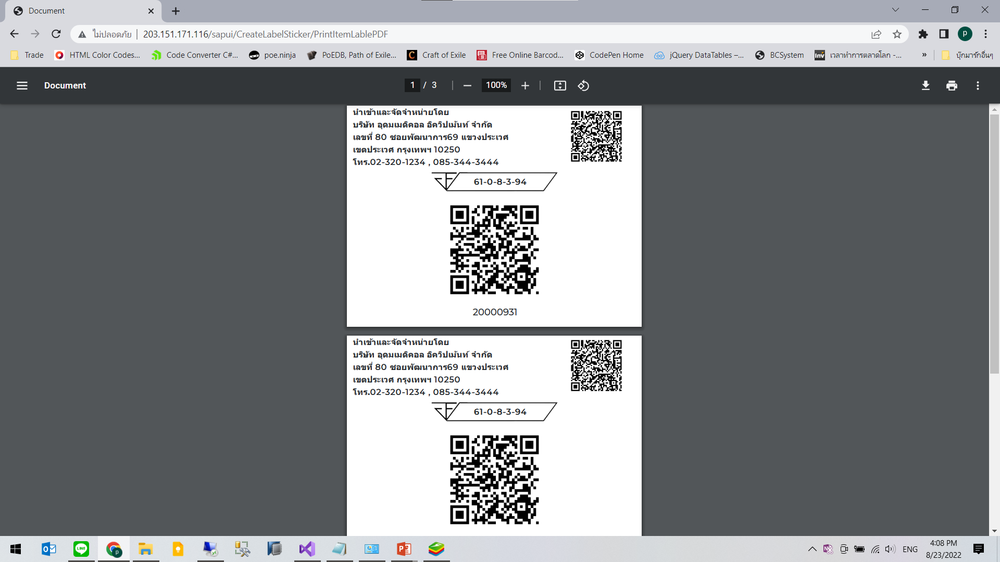 Document
ไม่ปลอดภัย
203.151.171.116/sapui/CreateLabelSticker/PrintItemLablePDF
P
Trade
HTML Color Codes...
Code Converter C#...
poe.ninja
PoEDB, Path of Exile...
Craft of Exile
Free Online Barcod...
CodePen Home
jQuery DataTables –...
BCSystem
เวลาทำการตลาดโลก -...
»
บุ๊กมาร์กอื่นๆ
Document
1 / 3
100%
นำเข้าและจัดจำหน่ายโดย
บริษัท อุดมเมดิคอล อิควิปเม้นท์ จำกัด
เลขที่ 80 ซอยพัฒนาการ69 แขวงประเวศ
เขตประเวศ กรุงเทพฯ 10250
โทร.02-320-1234 , 085-344-3444
61-0-8-3-94
20000931
นำเข้าและจัดจำหน่ายโดย
บริษัท อุดมเมดิคอล อิควิปเม้นท์ จำกัด
เลขที่ 80 ซอยพัฒนาการ69 แขวงประเวศ
เขตประเวศ กรุงเทพฯ 10250
โทร.02-320-1234 , 085-344-3444
61-0-8-3-94
ENG
4:08 PM
8/23/2022